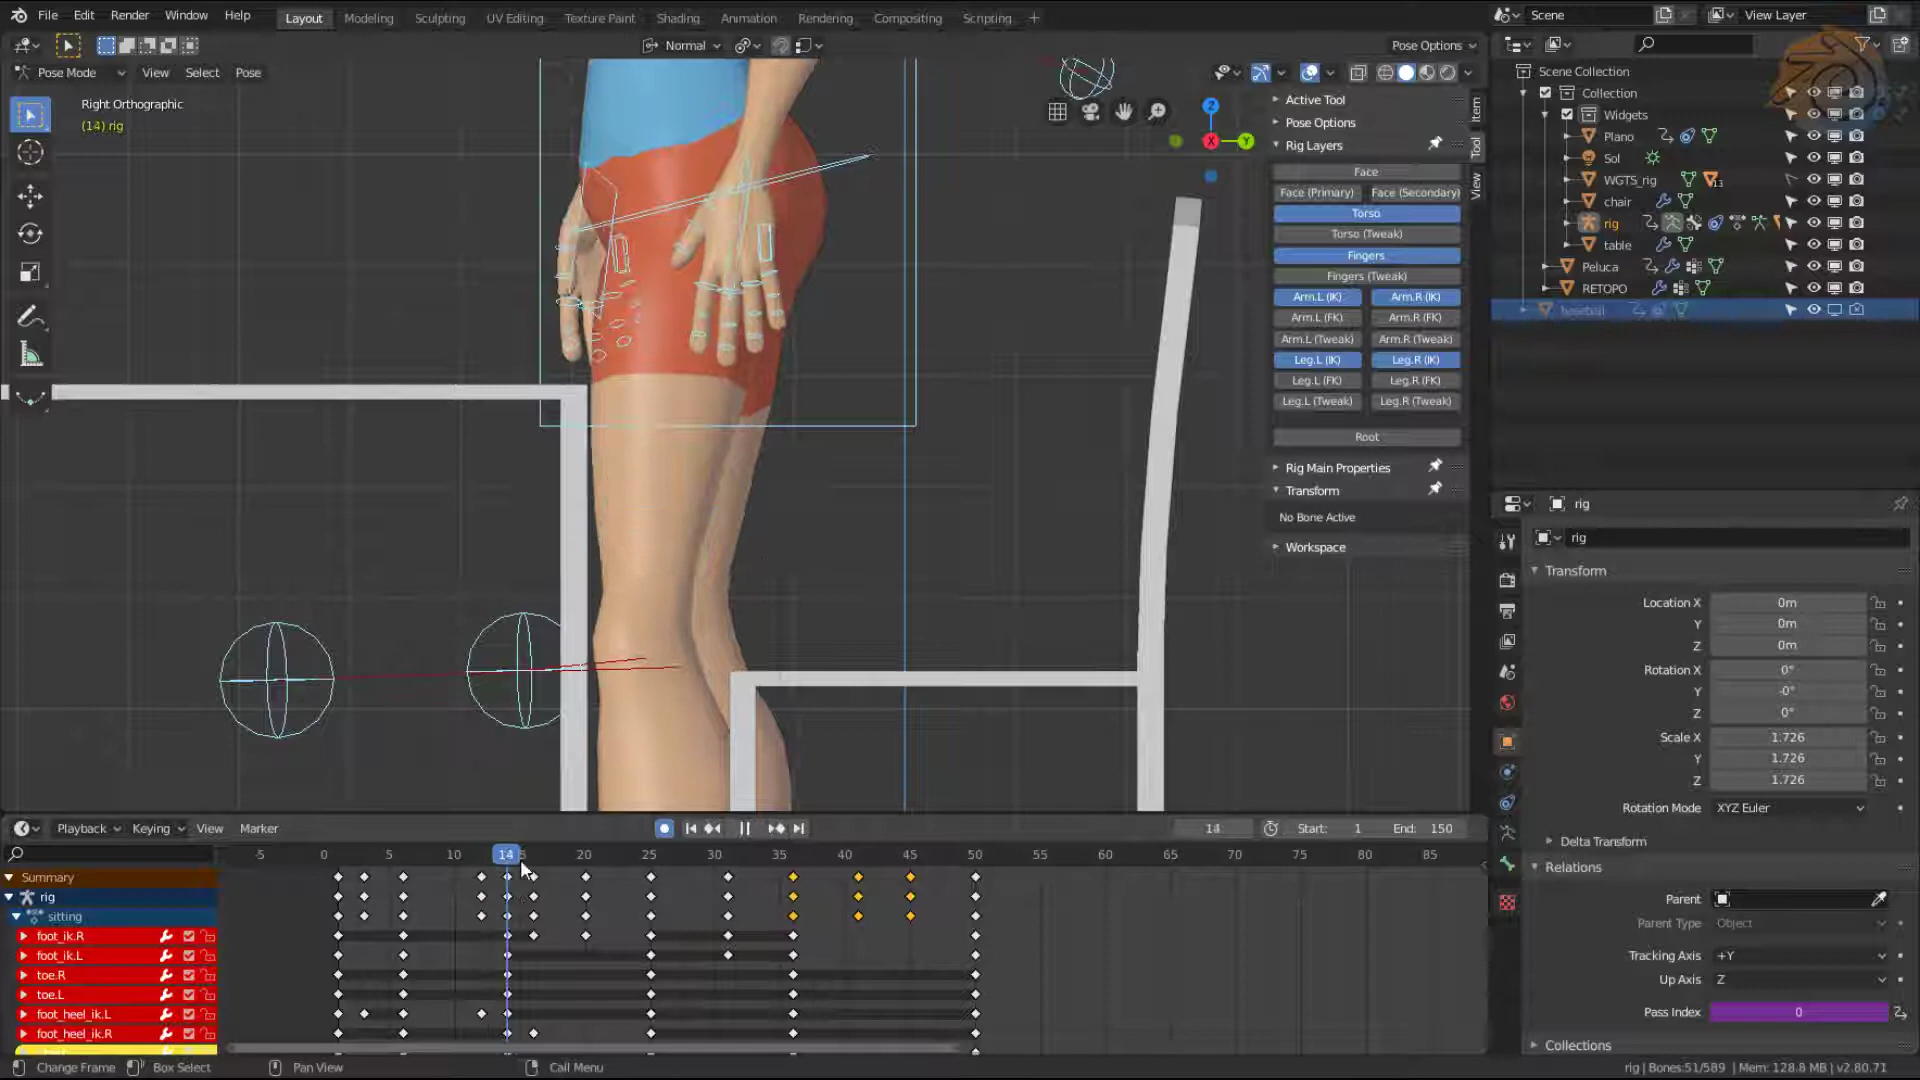 File Edit Render Window Help Layout Modeling Sculpting UV Editing Texture Paint Shading Animation Rendering Compositing Scripting + Scene View Layer
Normal Pose Options
Pose Mode View Select Pose
Right Orthographic
(14) rig
Z
X
Y
Active Tool
Pose Options
Rig Layers
Face
Face (Primary) Face (Secondary)
Torso
Torso (Tweak)
Fingers
Fingers (Tweak)
Arm.L (IK) Arm.R (IK)
Arm.L (FK) Arm.R (FK)
Arm.L (Tweak) Arm.R (Tweak)
Leg.L (IK) Leg.R (IK)
Leg.L (FK) Leg.R (FK)
Leg.L (Tweak) Leg.R (Tweak)
Root
Rig Main Properties
Transform
No Bone Active
Workspace
Item
Tool
View
Scene Collection
Collection
Widgets
Plano
Sol
WGTS_rig 13
chair
rig
table
Peluca
RETOPO
rig
rig
Transform
Location X 0m
Y 0m
Z 0m
Rotation X 0°
Y -0°
Z 0°
Scale X 1.726
Y 1.726
Z 1.726
Rotation Mode XYZ Euler
Delta Transform
Relations
Parent
Parent Type Object
Tracking Axis +Y
Up Axis Z
Pass Index 0
Collections
Playback Keying View Marker 14 Start: 1 End: 150
-5 0 5 10 14 20 25 30 35 40 45 50 55 60 65 70 75 80 85
Summary
rig
sitting
foot_ik.R
foot_ik.L
toe.R
toe.L
foot_heel_ik.L
foot_heel_ik.R
Change Frame Box Select Pan View Call Menu rig | Bones:51/589 | Mem: 128.8 MB | v2.80.71